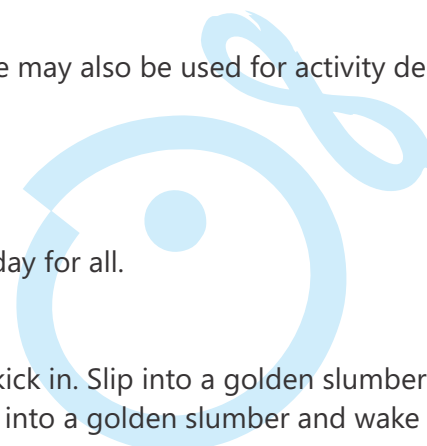 e may also be used for activity de
day for all.
kick in. Slip into a golden slumber
into a golden slumber and wake